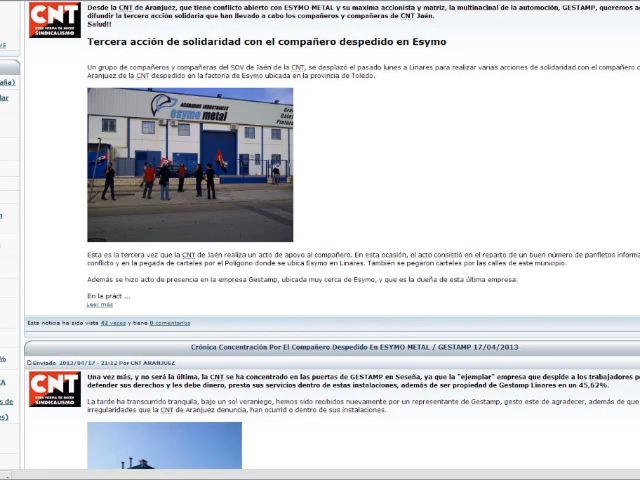 Desde la CNT de Aranjuez, que tiene conflicto abierto con ESYMO METAL y su maxima accionista y matriz, la multinacinal de la automoción, GESTAMP, queremos
difundir la tercera acción solidaria que han llevado a cabo los compañeros y compañeras de CNT Jaén.
Salud!!
CNT
OTRA FORMA DE HACER
SINDICALISMO
Tercera acción de solidaridad con el compañero despedido en Esymo
Un grupo de compañeros y compañeras del SOV de Jaén de la CNT, se desplazó el pasado lunes a Linares para realizar varias acciones de solidaridad con el compañero
Aranjuez de la CNT despedido en la factoria de Esymo ubicada en la provincia de Toledo.
esymo metal
Esta es la tercera vez que la CNT de Jaén realiza un acto de apoyo al compañero. En esta ocasión, el acto consistió en el reparto de un buen número de panfletos
conflicto y en la pegada de carteles por el Polígono donde se ubica Esymo en Linares. También se pegaron carteles por las calles de este municipio.
Además se hizo acto de presencia en la empresa Gestamp, ubicada muy cerca de Esymo, y que es la dueña de esta última empresa.
En la práct ...
Leer más
Esta noticia ha sido vista 42 veces y tiene 0 comentarios
Crónica Concentración Por El Compañero Despedido En ESYMO METAL / GESTAMP 17/04/2013
Enviado 2013/04/17 - 21:12 Por CNT ARANJUEZ
CNT
OTRA FORMA DE HACER
SINDICALISMO
Una vez más, y no será la última, la CNT se ha concentrado en las puertas de GESTAMP en Seseña, ya que la "ejemplar" empresa que despide a los trabajadores
defender sus derechos y les debe dinero, presta sus servicios dentro de estas instalaciones, además de ser propiedad de Gestamp Linares en un 45,62%.
La tarde ha transcurrido tranquila, bajo un sol veraniego, hemos sido recibidos nuevamente por un representante de Gestamp, gesto este de agradecer, además de
irregularidades que la CNT de Aranjuez denuncia, han ocurrid o dentro de sus instalaciones.